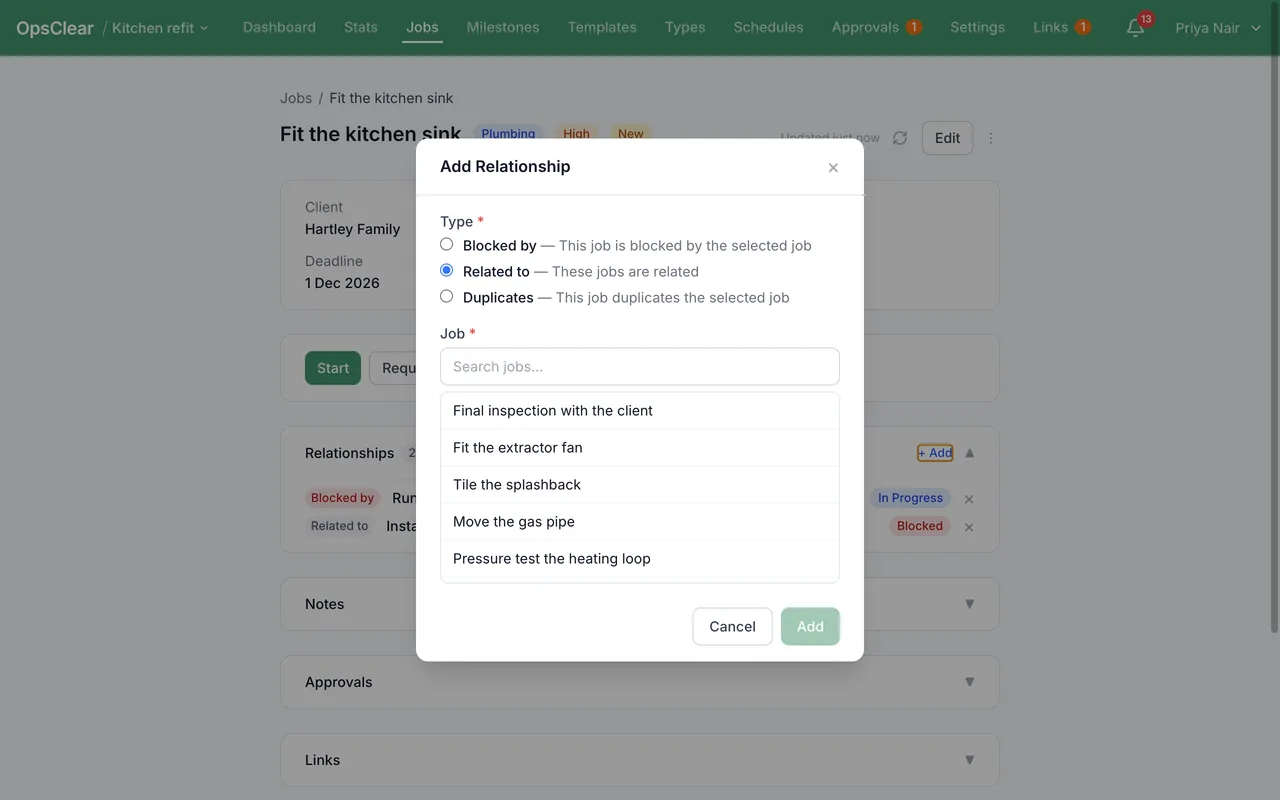 OpsClear / Kitchen refit Dashboard Stats Jobs Milestones Templates Types Schedules Approvals 1 Settings Links 1 13 Priya Nair
Jobs / Fit the kitchen sink
Fit the kitchen sink Plumbing High New Updated just now Edit
Client
Hartley Family
Deadline
1 Dec 2026
Start Requ
Relationships 2 + Add
Blocked by Run In Progress
Related to Insta Blocked
Notes
Approvals
Links
Add Relationship
Type *
Blocked by — This job is blocked by the selected job
Related to — These jobs are related
Duplicates — This job duplicates the selected job
Job *
Search jobs...
Final inspection with the client
Fit the extractor fan
Tile the splashback
Move the gas pipe
Pressure test the heating loop
Cancel Add